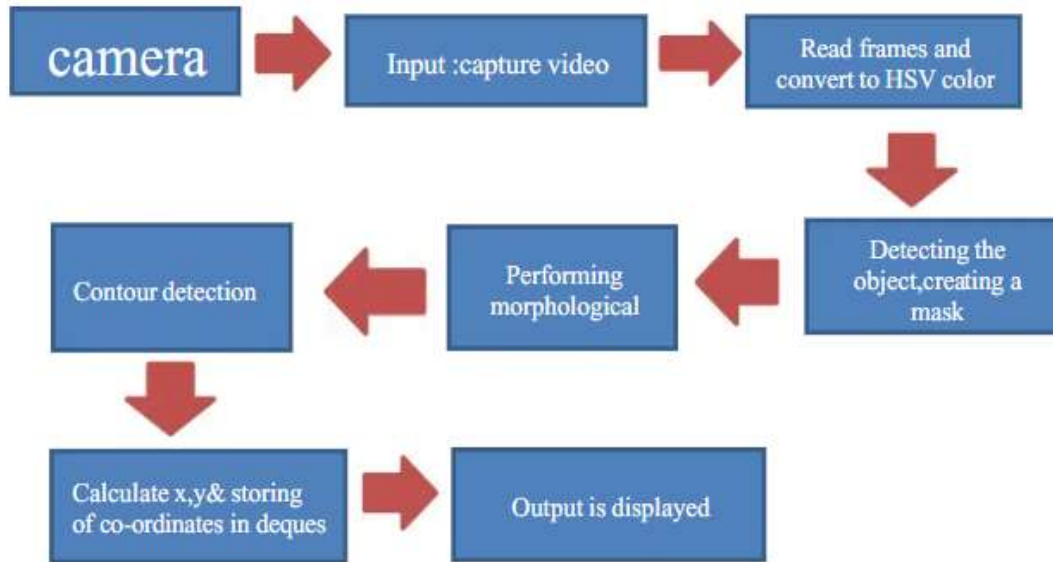 camera
Input :capture video
Read frames and
convert to HSV color
Detecting the
object,creating a
mask
Performing
morphological
Contour detection
Calculate x,y& storing
of co-ordinates in deques
Output is displayed